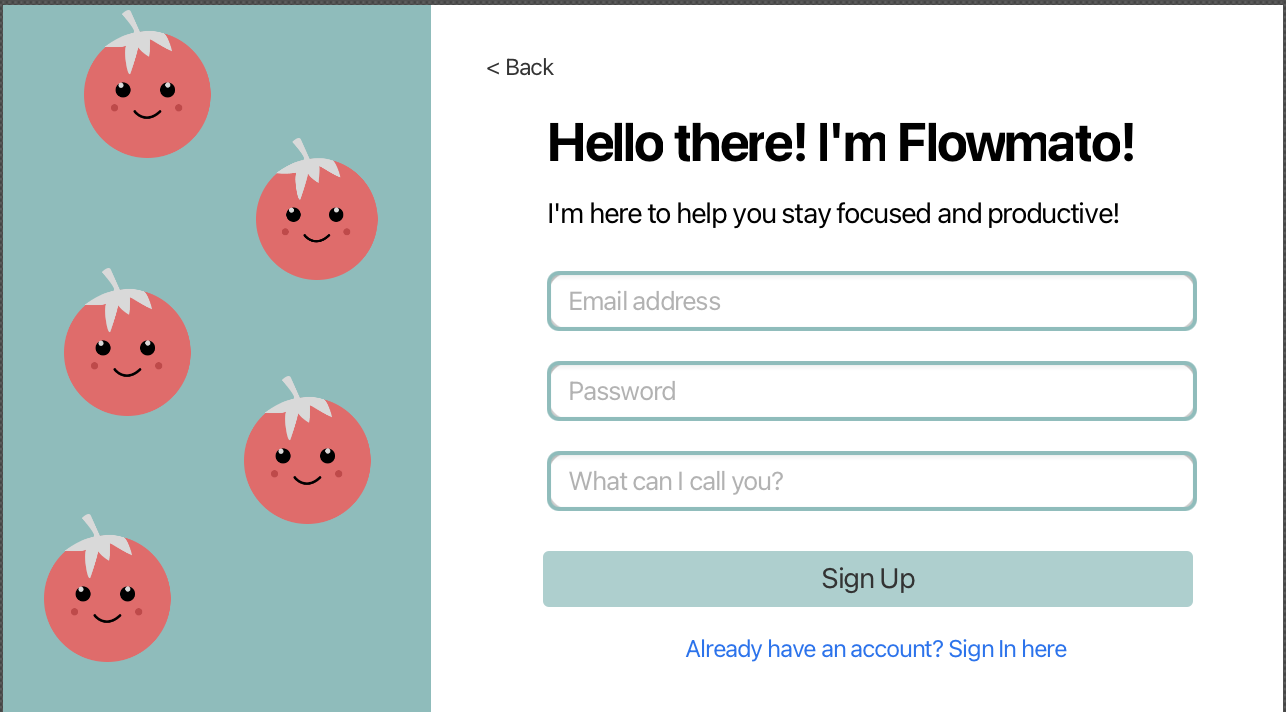 < Back
Hello there! I'm Flowmato!
I'm here to help you stay focused and productive!
Email address
Password
What can I call you?
Sign Up
Already have an account? Sign In here